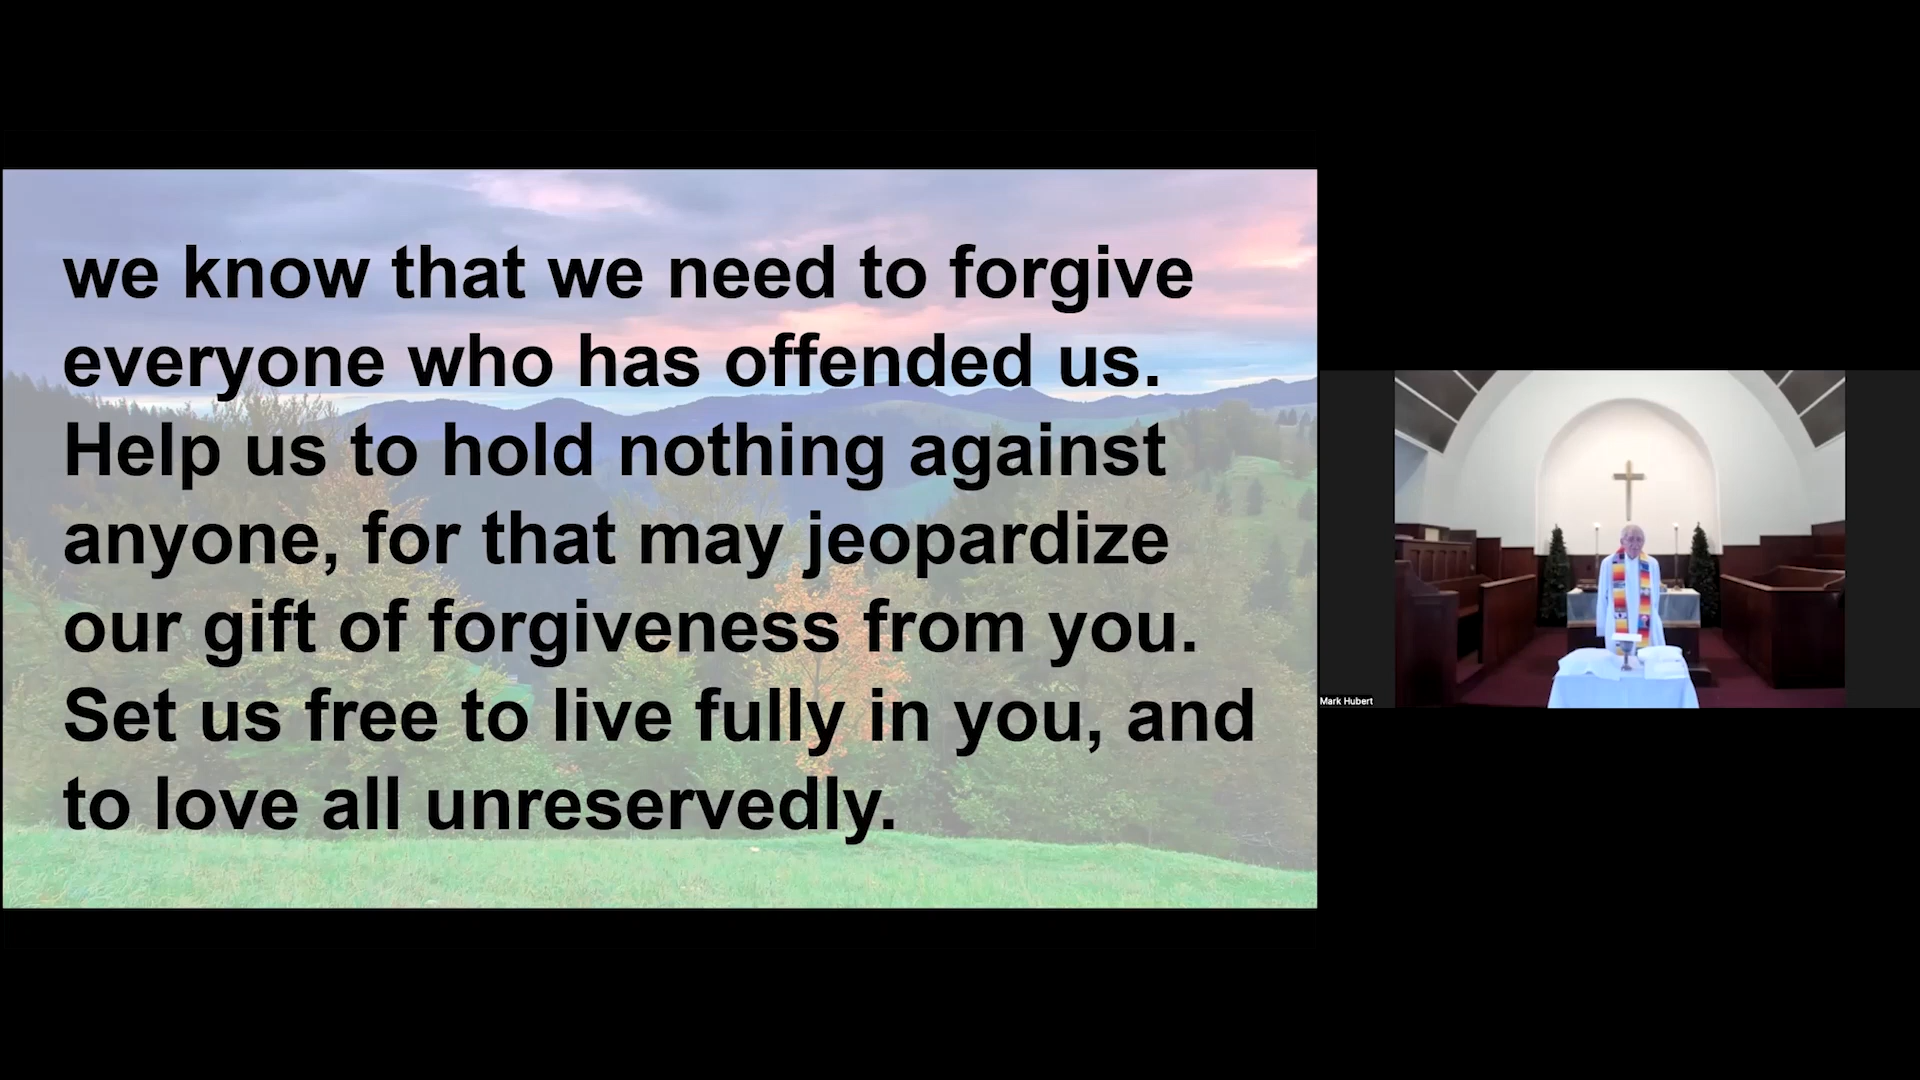 we know that we need to forgive
everyone who has offended us.
Help us to hold nothing against
anyone, for that may jeopardize
our gift of forgiveness from you.
Set us free to live fully in you, and
to love all unreservedly.
Mark Hubert